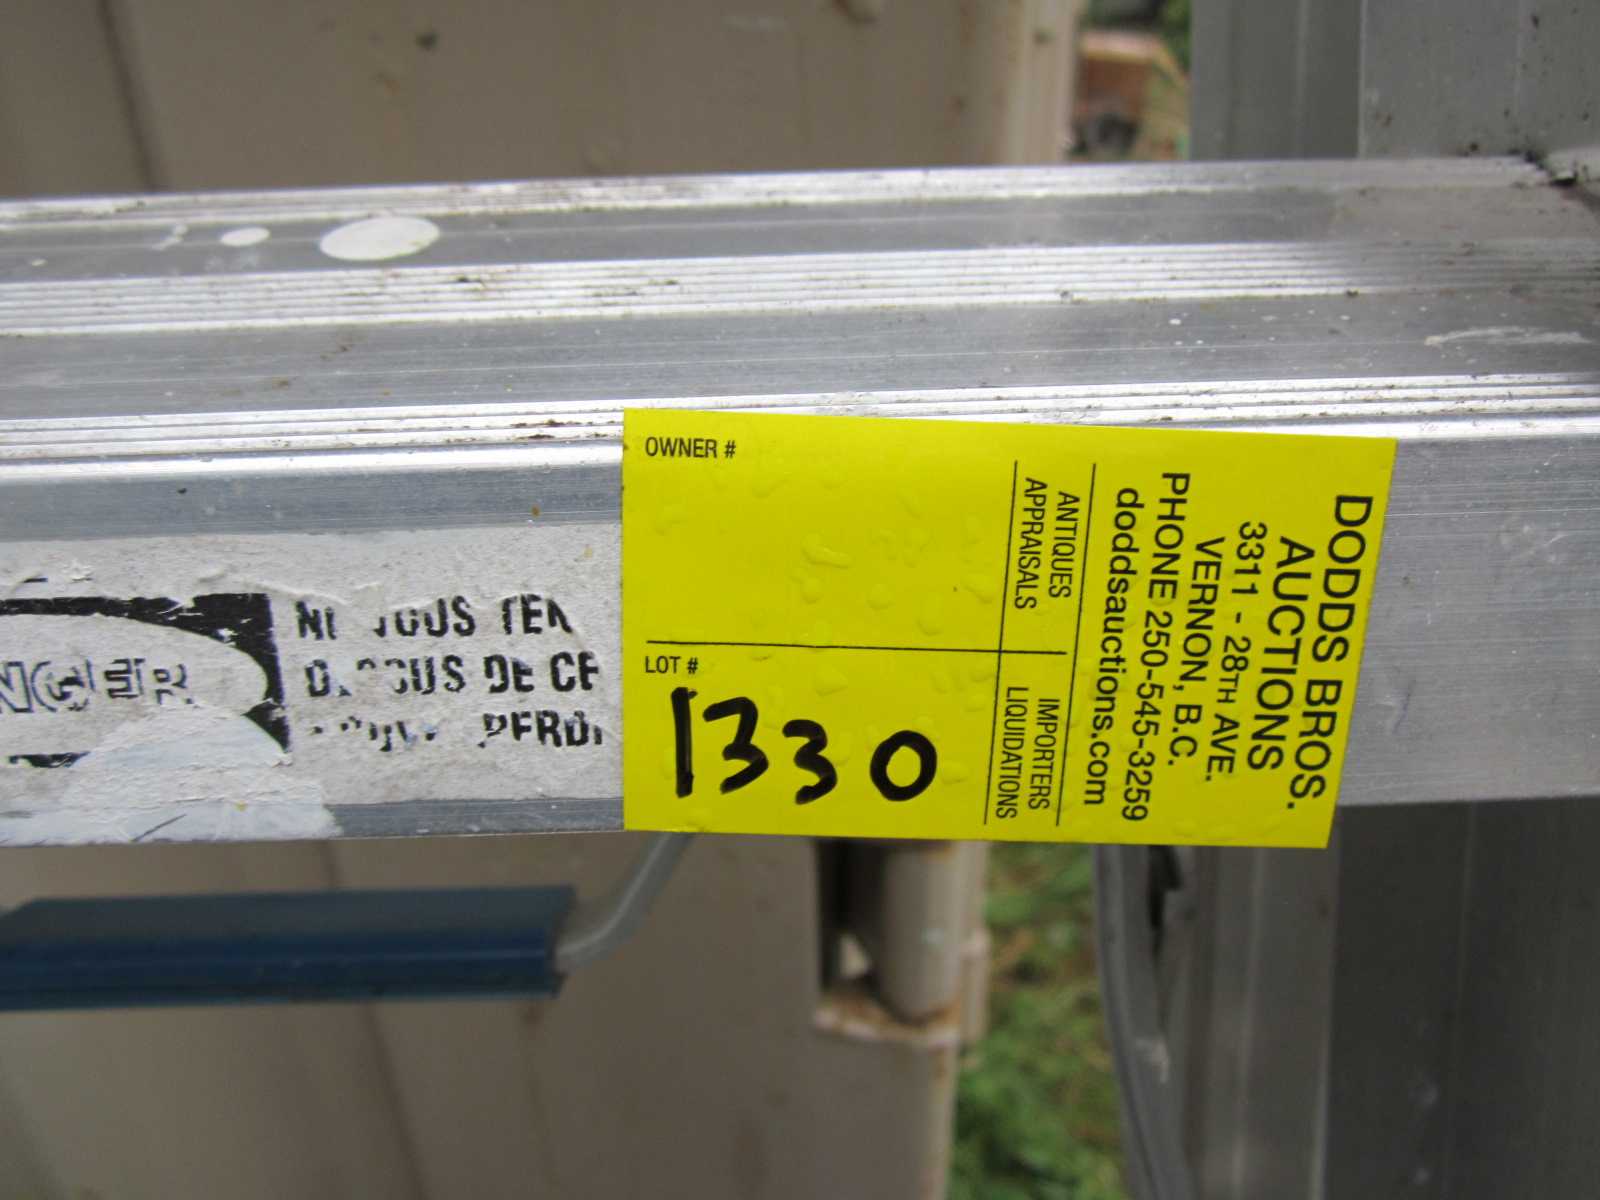 OWNER #
LOT #
1330
ANTIQUES
APPRAISALS
IMPORTERS
LIQUIDATIONS
DODDS BROS.
AUCTIONS
3311 - 28TH AVE.
VERNON, B.C.
PHONE 250-545-3259
doddsauctions.com
DE